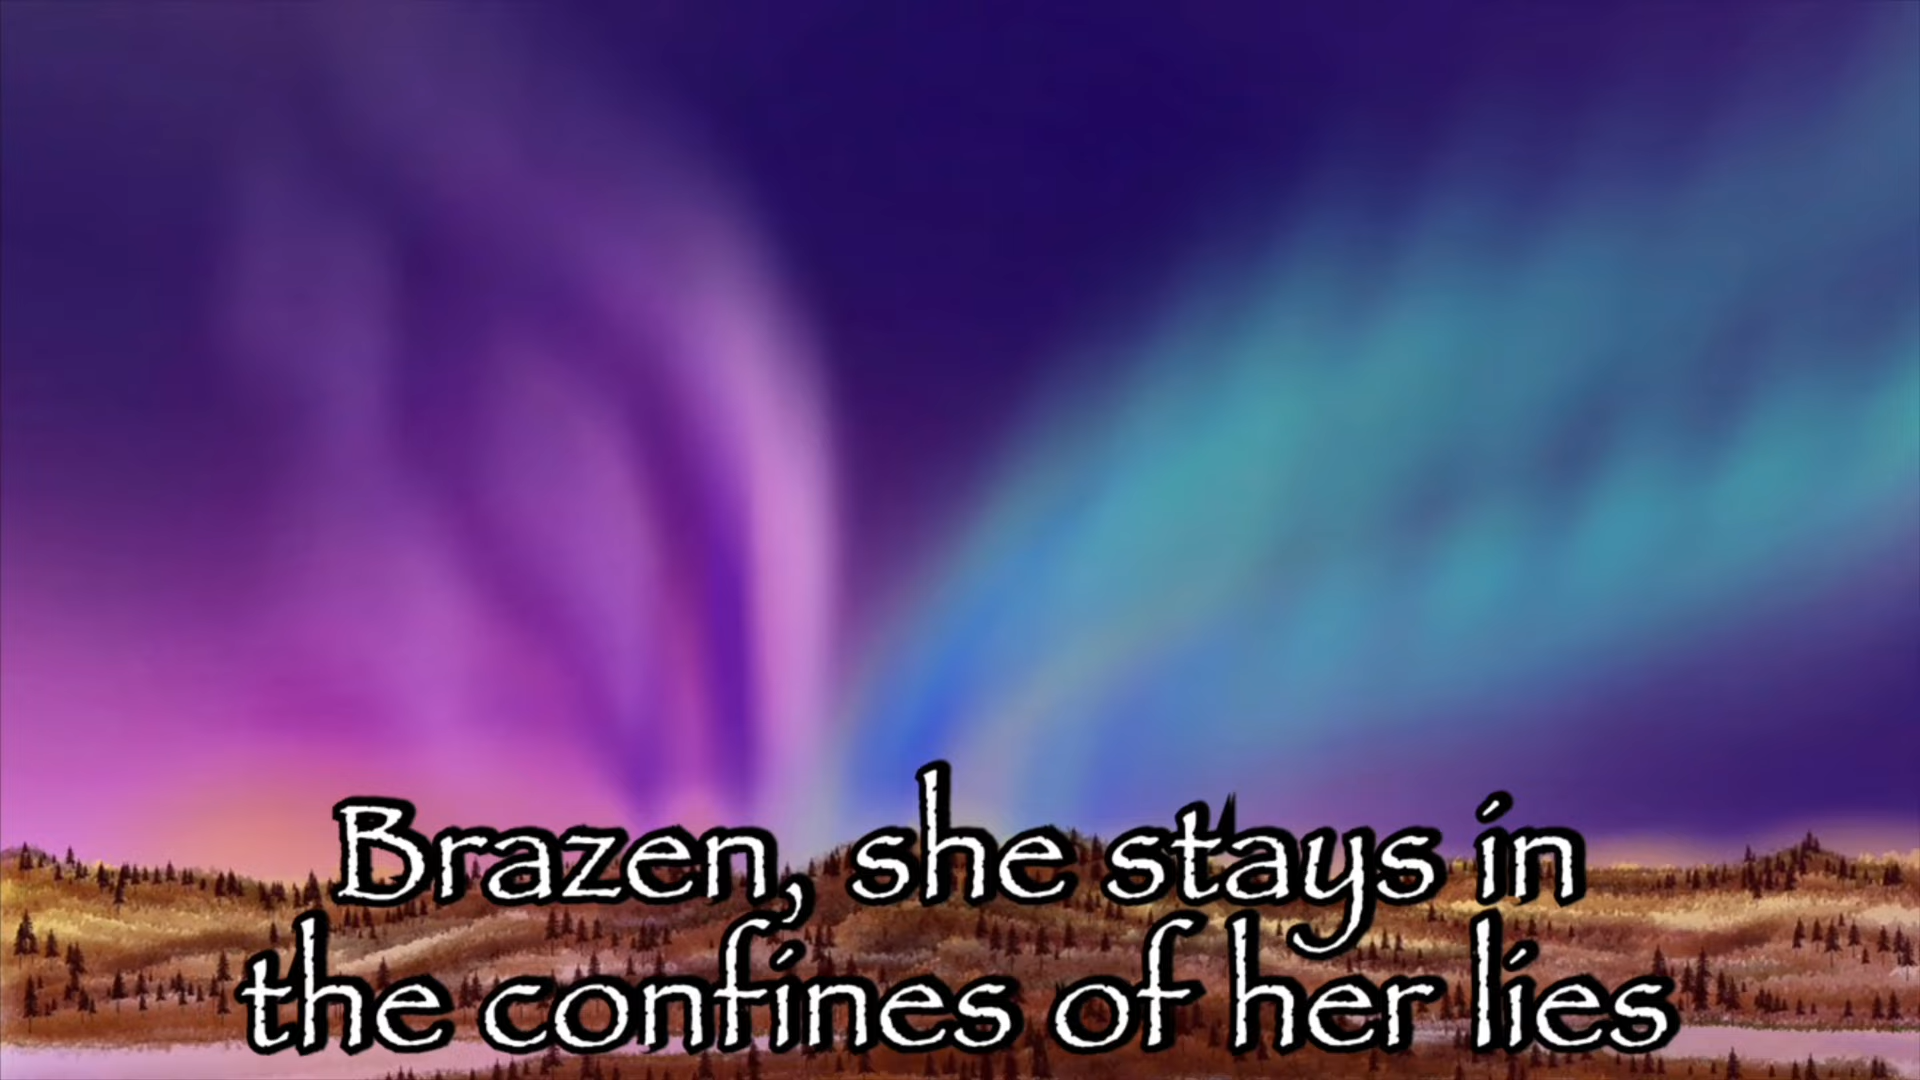 Brazen, she stays in
the confines of her lies